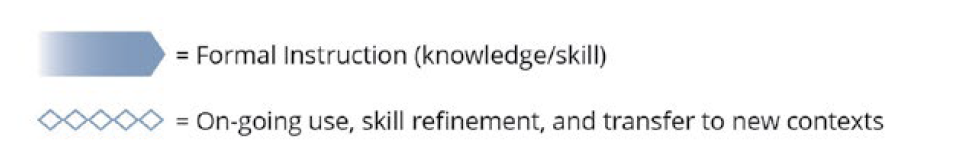 = Formal Instruction (knowledge/skill)
= On-going use, skill refinement, and transfer to new contexts